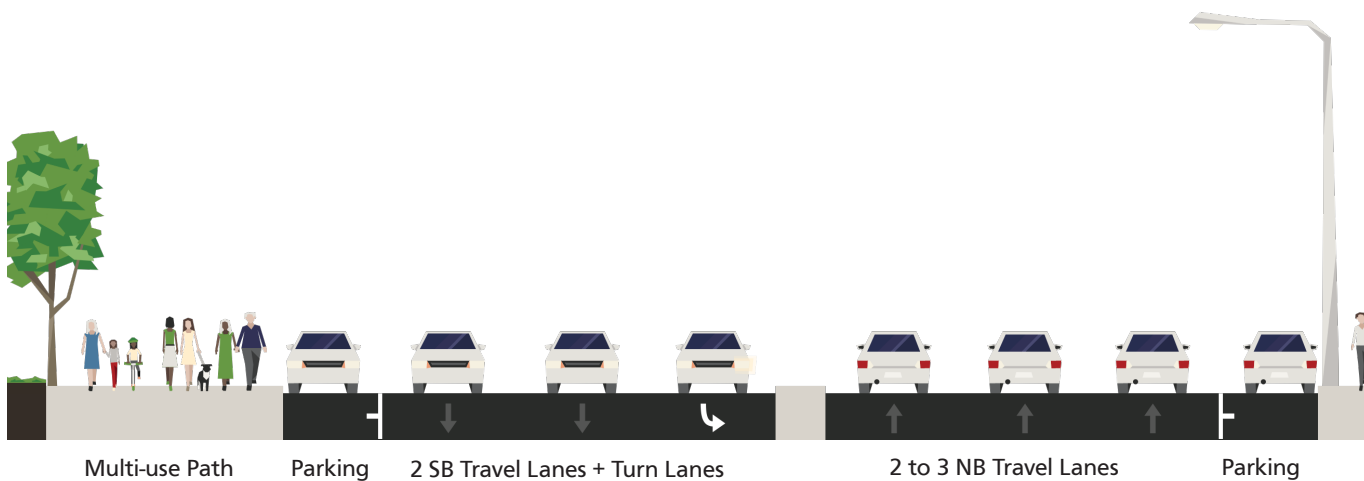 Multi-use Path
Parking
2 SB Travel Lanes + Turn Lanes
2 to 3 NB Travel Lanes
Parking